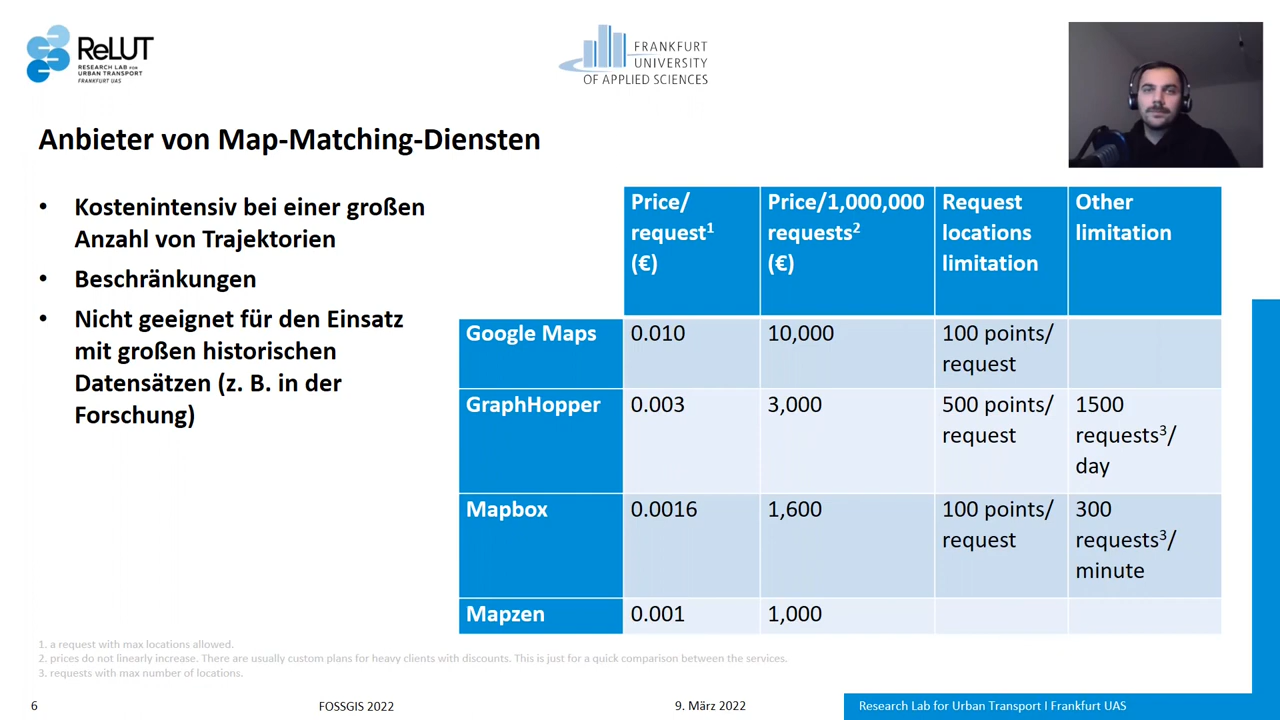 ReLUT
RESEARCH LAB FOR
URBAN TRANSPORT
FRANKFURT UAS
FRANKFURT
UNIVERSITY
OF APPLIED SCIENCES
Anbieter von Map-Matching-Diensten
• Kostenintensiv bei einer großen
Anzahl von Trajektorien
• Beschränkungen
• Nicht geeignet für den Einsatz
mit großen historischen
Datensätzen (z. B. in der
Forschung)
Price/
request¹
(€)
Price/1,000,000
requests²
(€)
Request
locations
limitation
Other
limitation
Google Maps
0.010
10,000
100 points/
request
GraphHopper
0.003
3,000
500 points/
request
1500
requests³/
day
Mapbox
0.0016
1,600
100 points/
request
300
requests³/
minute
Mapzen
0.001
1,000
1. a request with max locations allowed.
2. prices do not linearly increase. There are usually custom plans for heavy clients with discounts. This is just for a quick comparison between the services.
3. requests with max number of locations.
6
FOSSGIS 2022
9. März 2022
Research Lab for Urban Transport I Frankfurt UAS